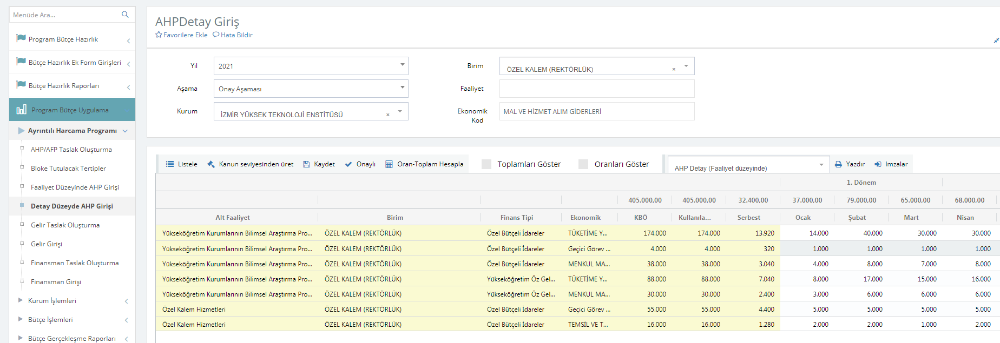 Menüde Ara...
Program Bütçe Hazırlık
Bütçe Hazırlık Ek Form Girişleri
Bütçe Hazırlık Raporları
Program Bütçe Uygulama
Ayrıntılı Harcama Programı
AHP/AFP Taslak Oluşturma
Bloke Tutulacak Tertipler
Faaliyet Düzeyinde AHP Girişi
Detay Düzeyde AHP Girişi
Gelir Taslak Oluşturma
Gelir Girişi
Finansman Taslak Oluşturma
Finansman Girişi
Kurum İşlemleri
Bütçe İşlemleri
Bütçe Gerçekleşme Raporları
AHPDetay Giriş
Favorilere Ekle Hata Bildir
Yıl 2021 Birim ÖZEL KALEM (REKTÖRLÜK) ×
Aşama Onay Aşaması Faaliyet
Kurum İZMİR YÜKSEK TEKNOLOJİ ENSTİTÜSÜ × Ekonomik Kod MAL VE HİZMET ALIM GİDERLERİ
Listele Kanun seviyesinden üret Kaydet Onaylı Oran-Toplam Hesapla Toplamları Göster Oranları Göster AHP Detay (Faaliyet düzeyinde) Yazdır İmzalar
1. Dönem
405.000,00 405.000,00 32.400,00 37.000,00 79.000,00 65.000,00 68.000,00
Alt Faaliyet Birim Finans Tipi Ekonomik KBÖ Kullanıla... Serbest Ocak Şubat Mart Nisan
Yükseköğretim Kurumlarının Bilimsel Araştırma Pro... ÖZEL KALEM (REKTÖRLÜK) Özel Bütçeli İdareler TÜKETİME Y... 174.000 174.000 13.920 14.000 40.000 30.000 30.000
Yükseköğretim Kurumlarının Bilimsel Araştırma Pro... ÖZEL KALEM (REKTÖRLÜK) Özel Bütçeli İdareler Geçici Görev ... 4.000 4.000 320 1.000 1.000 1.000 1.000
Yükseköğretim Kurumlarının Bilimsel Araştırma Pro... ÖZEL KALEM (REKTÖRLÜK) Özel Bütçeli İdareler MENKUL MA... 38.000 38.000 3.040 4.000 8.000 7.000 8.000
Yükseköğretim Kurumlarının Bilimsel Araştırma Pro... ÖZEL KALEM (REKTÖRLÜK) Yükseköğretim Öz Gel... TÜKETİME Y... 88.000 88.000 7.040 8.000 17.000 15.000 16.000
Yükseköğretim Kurumlarının Bilimsel Araştırma Pro... ÖZEL KALEM (REKTÖRLÜK) Yükseköğretim Öz Gel... MENKUL MA... 30.000 30.000 2.400 3.000 6.000 6.000 6.000
Özel Kalem Hizmetleri ÖZEL KALEM (REKTÖRLÜK) Özel Bütçeli İdareler Geçici Görev ... 55.000 55.000 4.400 5.000 5.000 5.000 5.000
Özel Kalem Hizmetleri ÖZEL KALEM (REKTÖRLÜK) Özel Bütçeli İdareler TEMSİL VE T... 16.000 16.000 1.280 2.000 2.000 1.000 2.000